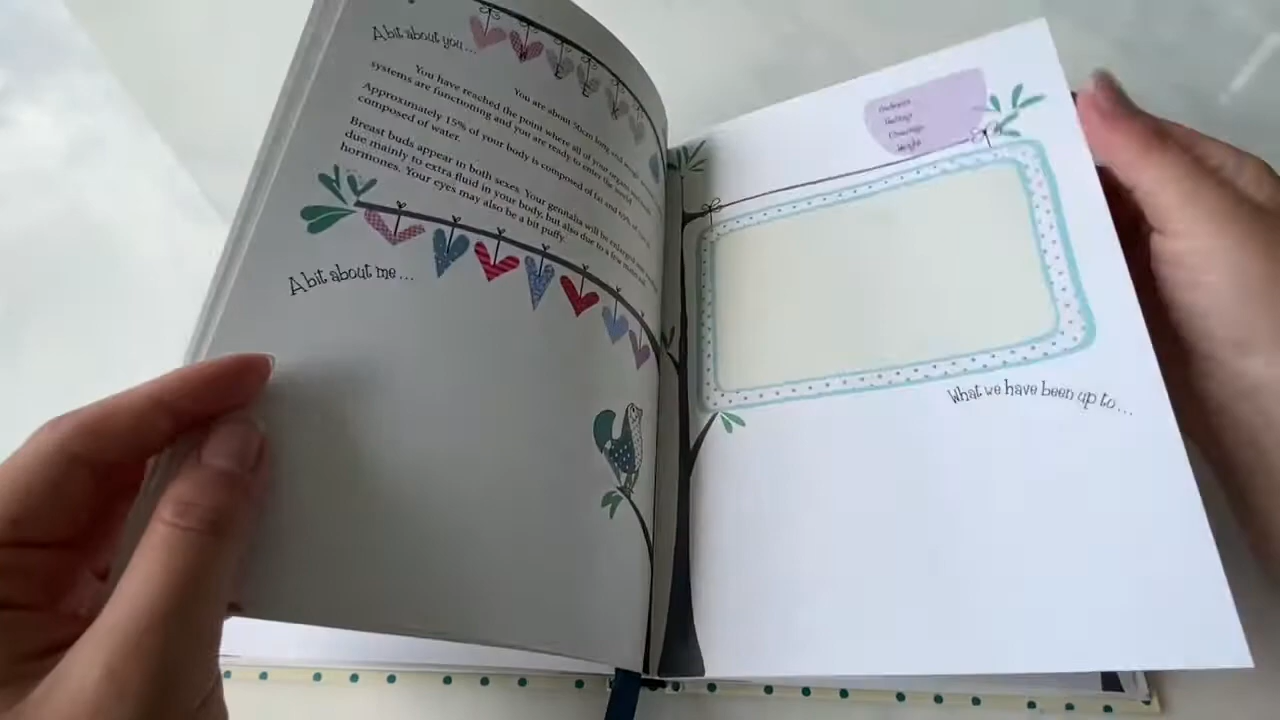 A bit about you...
You are about 50cm long and weigh
You have reached the point where all of your organs and
systems are functioning and you are ready to enter the world
Approximately 15% of your body is composed of fat and
composed of water.
Breast buds appear in both sexes. Your genitalia will be enlarged
due mainly to extra fluid in your body, but also due to a few
hormones. Your eyes may also be a bit puffy.
A bit about me...
Cravings
Weight
What we have been up to...